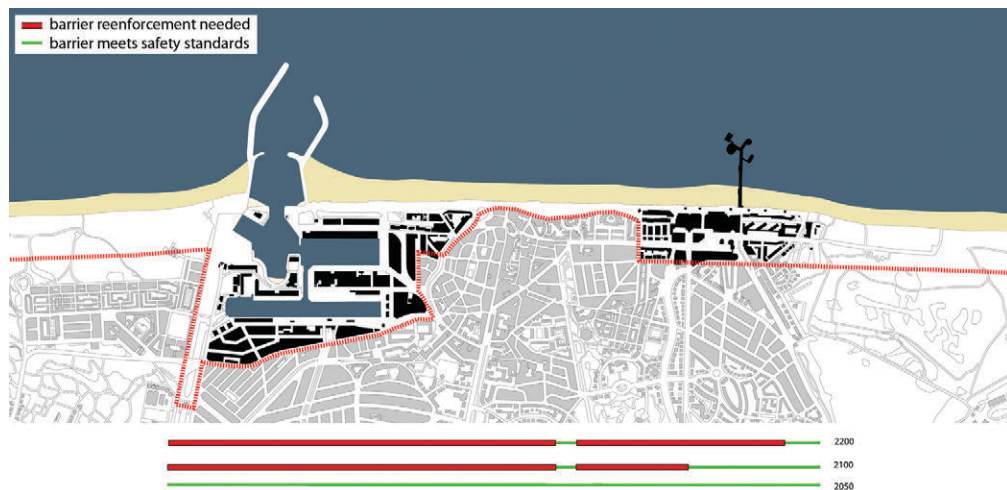 barrier reenforcement needed
barrier meets safety standards
2200
2100
2050